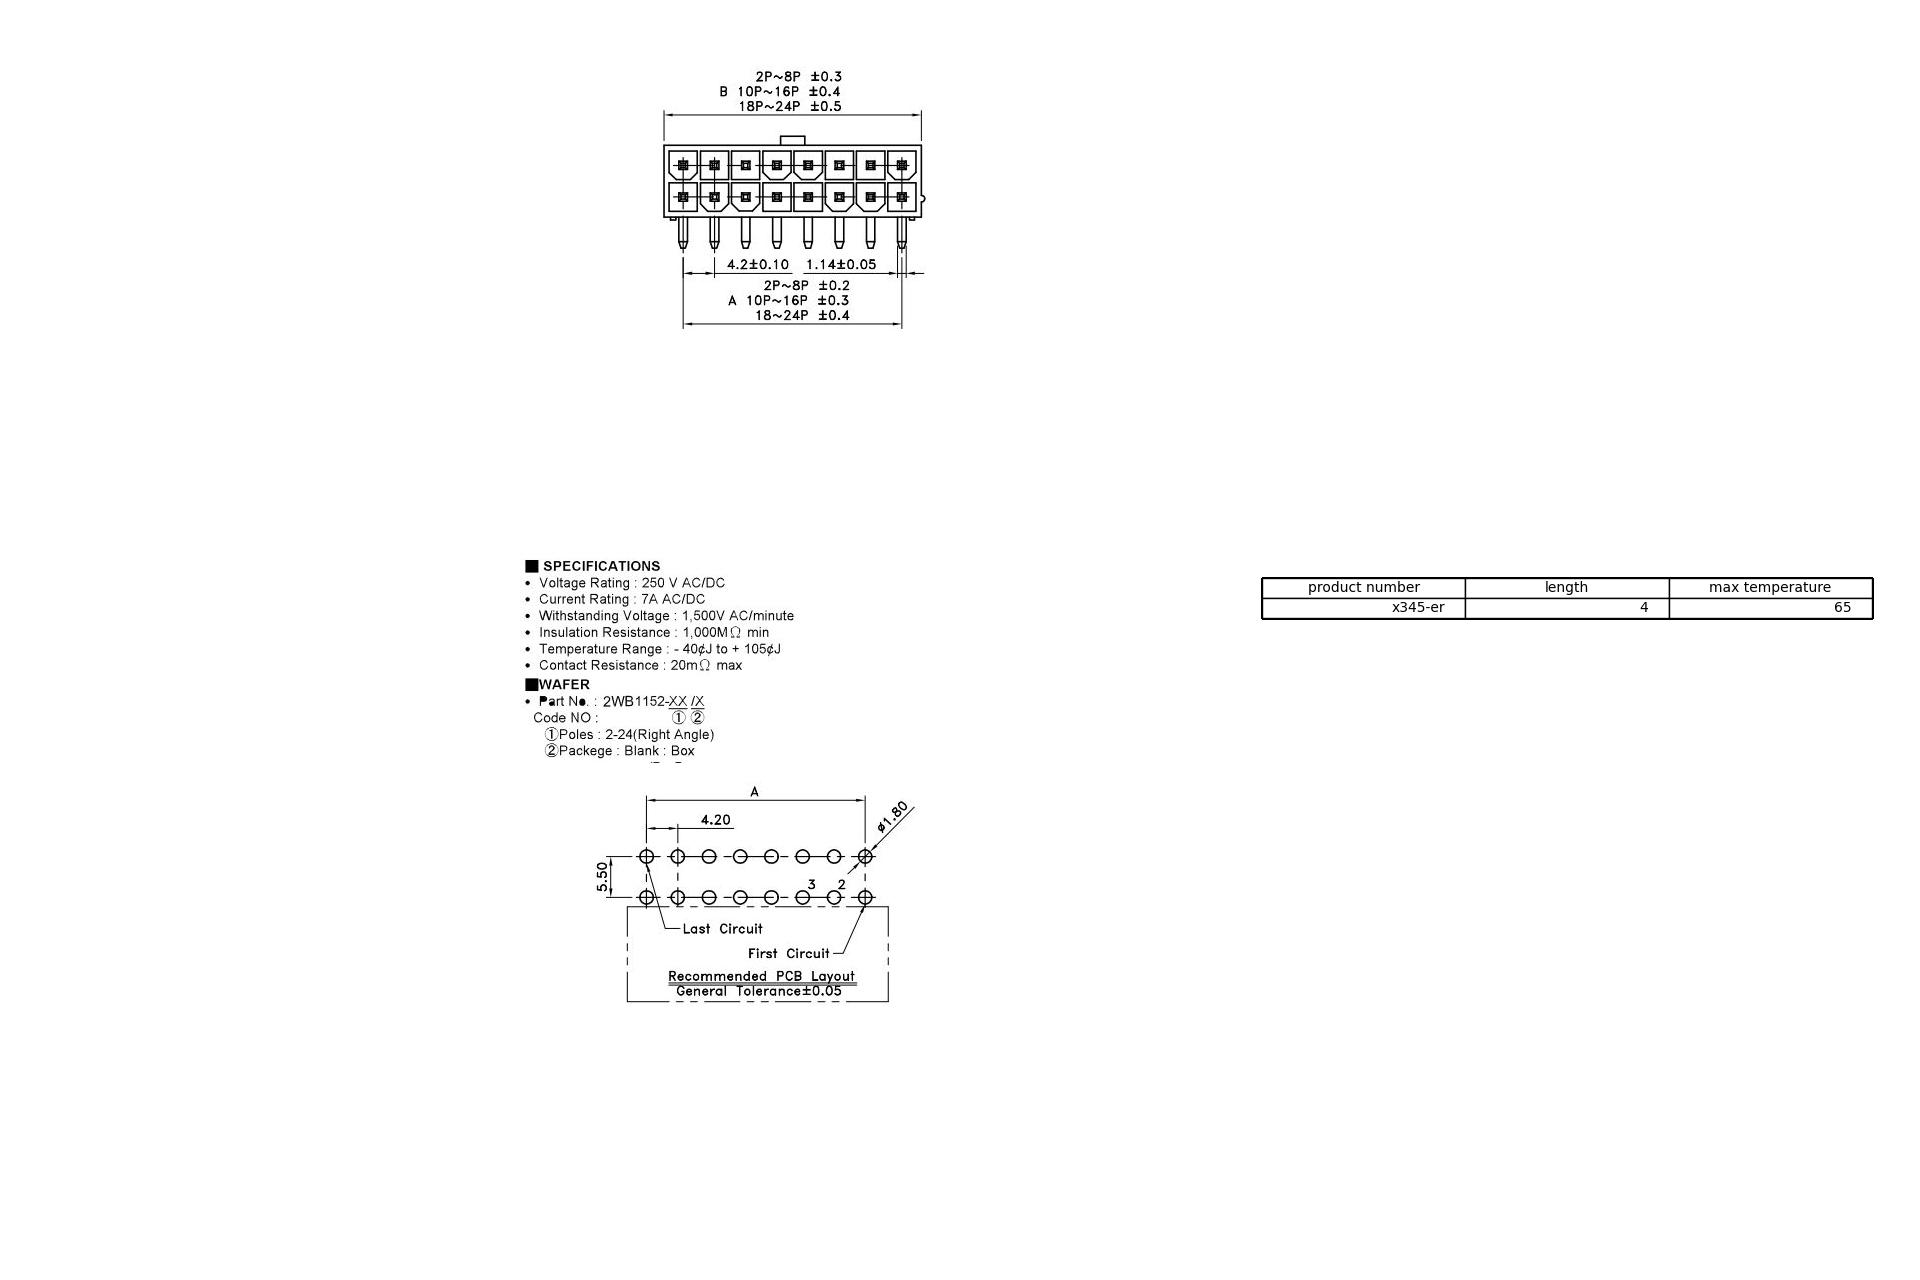 2P~8P ±0.3
B 10P~16P ±0.4
18P~24P ±0.5
4.2±0.10
1.14±0.05
2P~8P ±0.2
A 10P~16P ±0.3
18~24P ±0.4
■ SPECIFICATIONS
• Voltage Rating : 250 V AC/DC
• Current Rating : 7A AC/DC
• Withstanding Voltage : 1,500V AC/minute
• Insulation Resistance : 1,000MΩ min
• Temperature Range : - 40¢J to + 105¢J
• Contact Resistance : 20mΩ max
■WAFER
• Part No. : 2WB1152-XX /X
Code NO : ① ②
①Poles : 2-24(Right Angle)
②Packege : Blank : Box
A
4.20
ø1.80
5.50
3 2
Last Circuit
First Circuit
Recommended PCB Layout
General Tolerance±0.05
product number length max temperature
x345-er 4 65